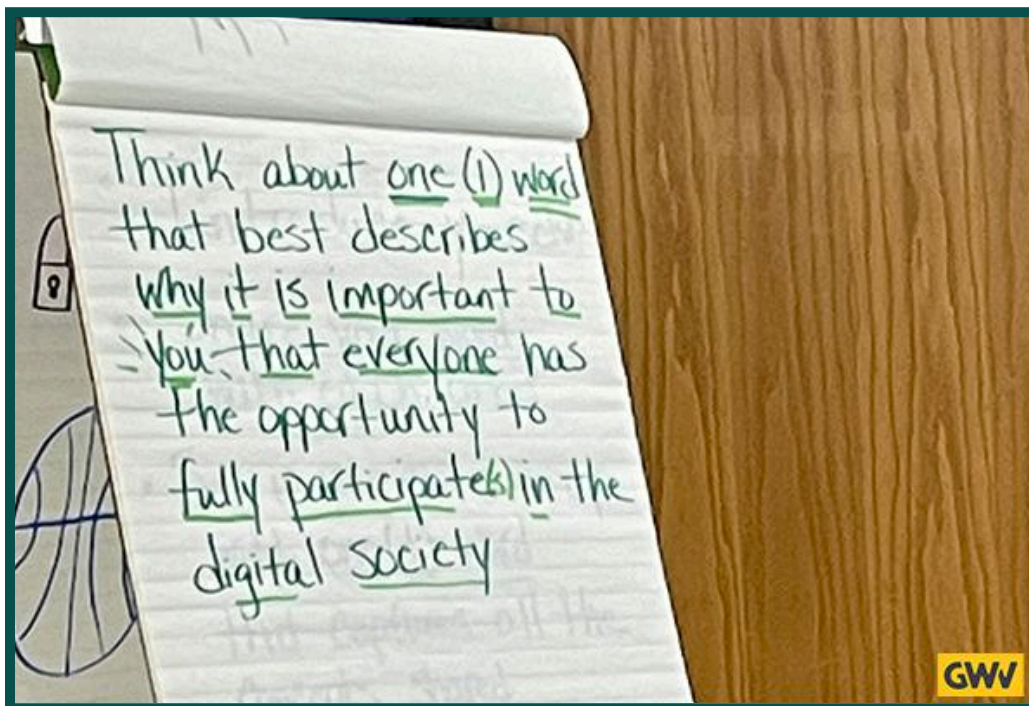 Think about one (1) word
that best describes
why it is important to
you that everyone has
the opportunity to
fully participate(s) in the
digital society
GWV